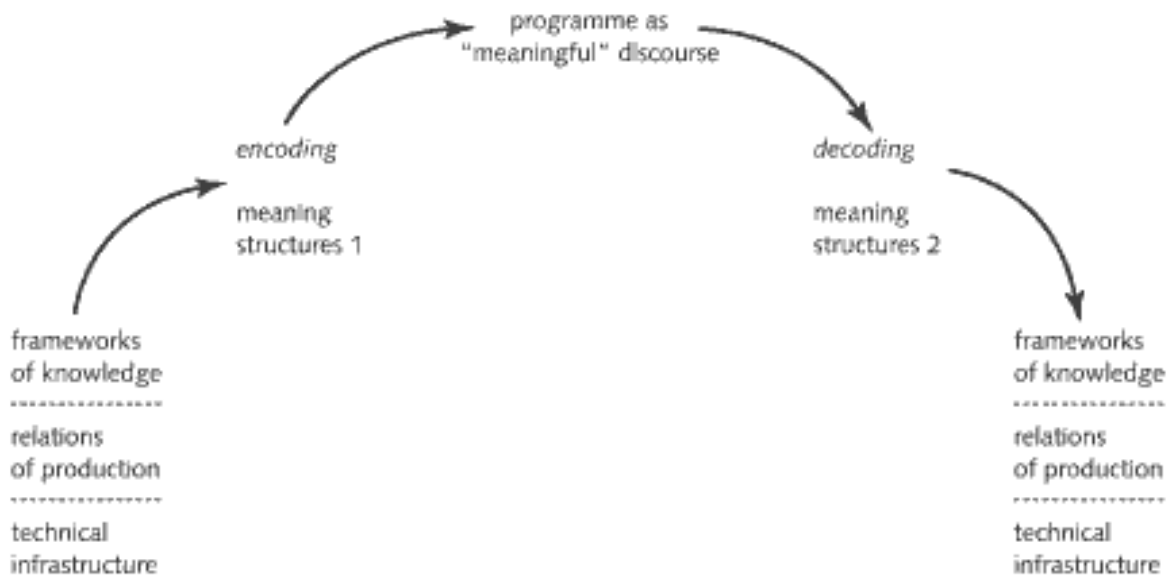 programme as
"meaningful" discourse
encoding
decoding
meaning
structures 1
meaning
structures 2
frameworks
of knowledge
relations
of production
technical
infrastructure
frameworks
of knowledge
relations
of production
technical
infrastructure